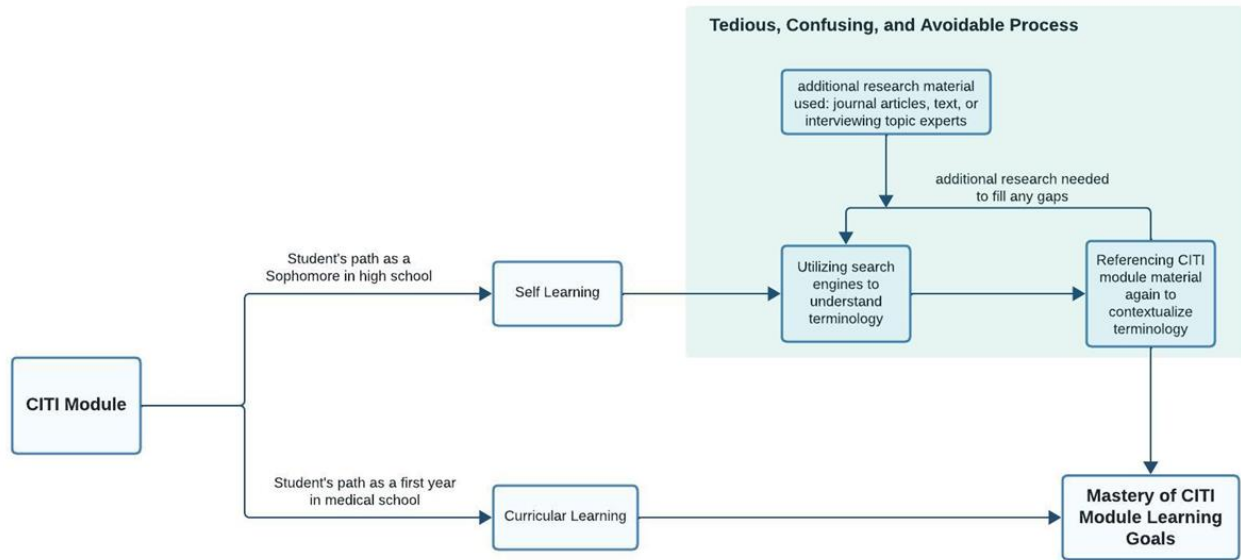 Tedious, Confusing, and Avoidable Process
additional research material
used: journal articles, text, or
interviewing topic experts
additional research needed
to fill any gaps
Student's path as a
Sophomore in high school
Self Learning
Utilizing search
engines to
understand
terminology
Referencing CITI
module material
again to
contextualize
terminology
CITI Module
Student's path as a first year
in medical school
Curricular Learning
Mastery of CITI
Module Learning
Goals